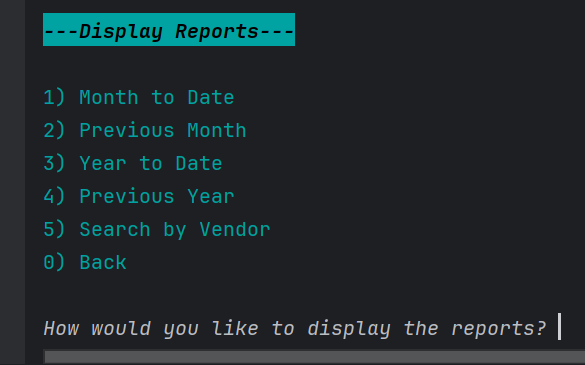 ---Display Reports---
1) Month to Date
2) Previous Month
3) Year to Date
4) Previous Year
5) Search by Vendor
0) Back
How would you like to display the reports?